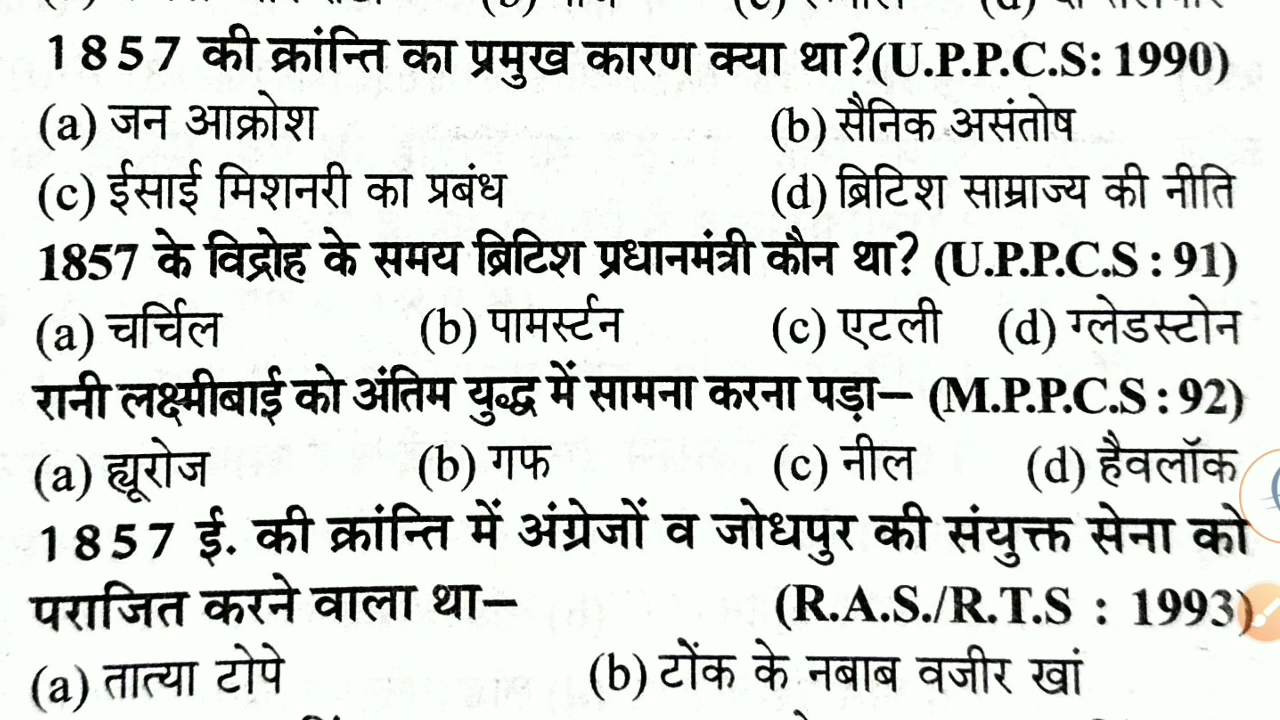 1857 की क्रांन्ति का प्रमुख कारण क्या था?(U.P.P.C.S: 1990)
(a) जन आक्रोश (b) सैनिक असंतोष
(c) ईसाई मिशनरी का प्रबंध (d) ब्रिटिश साम्राज्य की नीति
1857 के विद्रोह के समय ब्रिटिश प्रधानमंत्री कौन था? (U.P.P.C.S : 91)
(a) चर्चिल (b) पामर्स्टन (c) एटली (d) ग्लेडस्टोन
रानी लक्ष्मीबाई को अंतिम युद्ध में सामना करना पड़ा– (M.P.P.C.S : 92)
(a) ह्यूरोज (b) गफ (c) नील (d) हैवलॉक
1857 ई. की क्रांन्ति में अंग्रेजों व जोधपुर की संयुक्त सेना को
पराजित करने वाला था– (R.A.S./R.T.S : 1993)
(a) तात्या टोपे (b) टोंक के नबाब वजीर खां